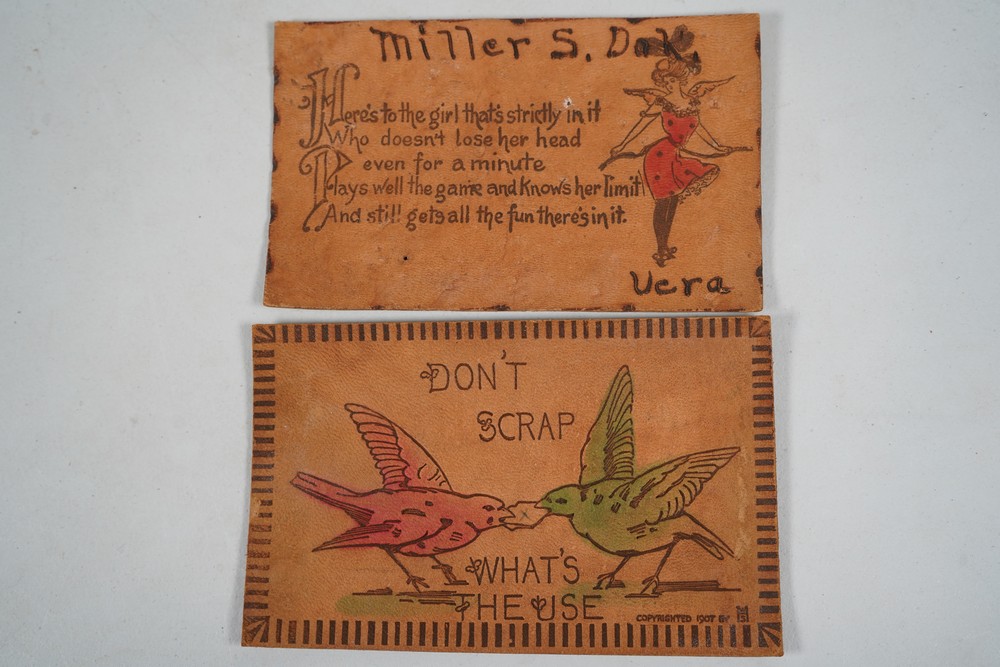 Miller S. Dak.
Here's to the girl that's strictly in it
Who doesn't lose her head
even for a minute
Plays well the game and knows her limit
And still gets all the fun there's in it.
Vera
DON'T
SCRAP
WHAT'S
THE USE
COPYRIGHTED 1907 BY